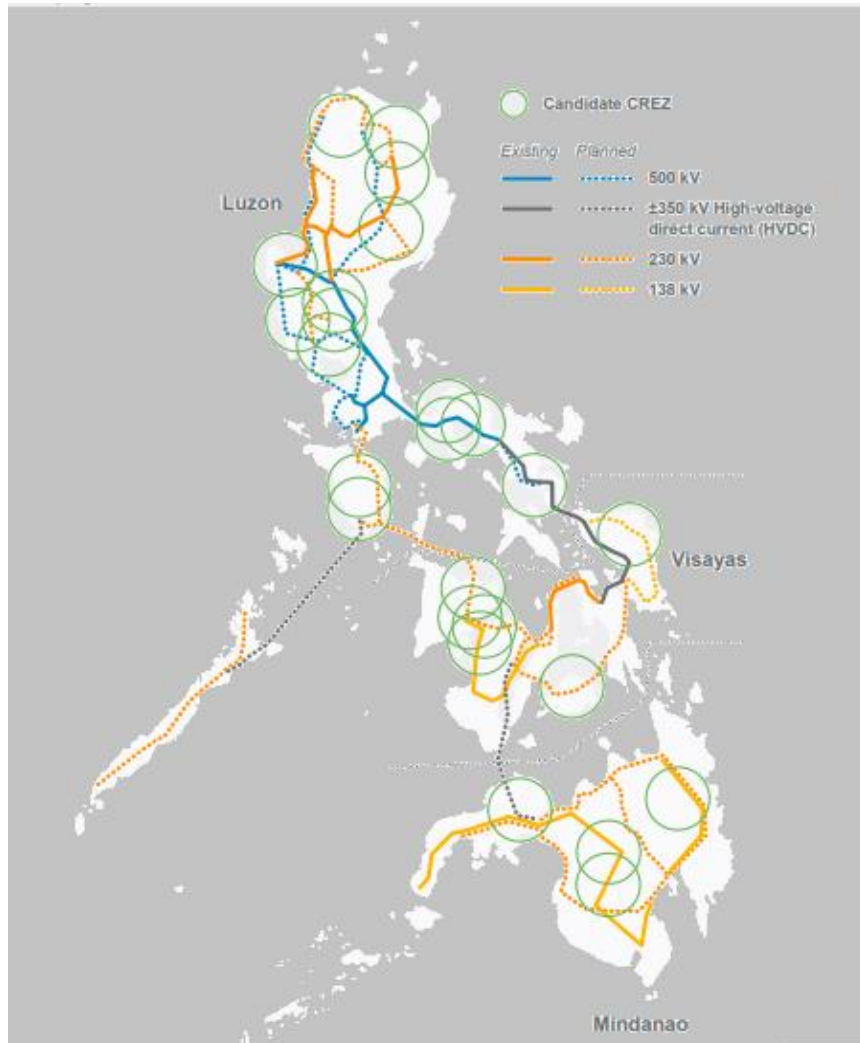 Candidate CREZ
Existing Planned
500 kV
Luzon
±350 kV High-voltage
direct current (HVDC)
230 kV
138 kV
Visayas
Mindanao